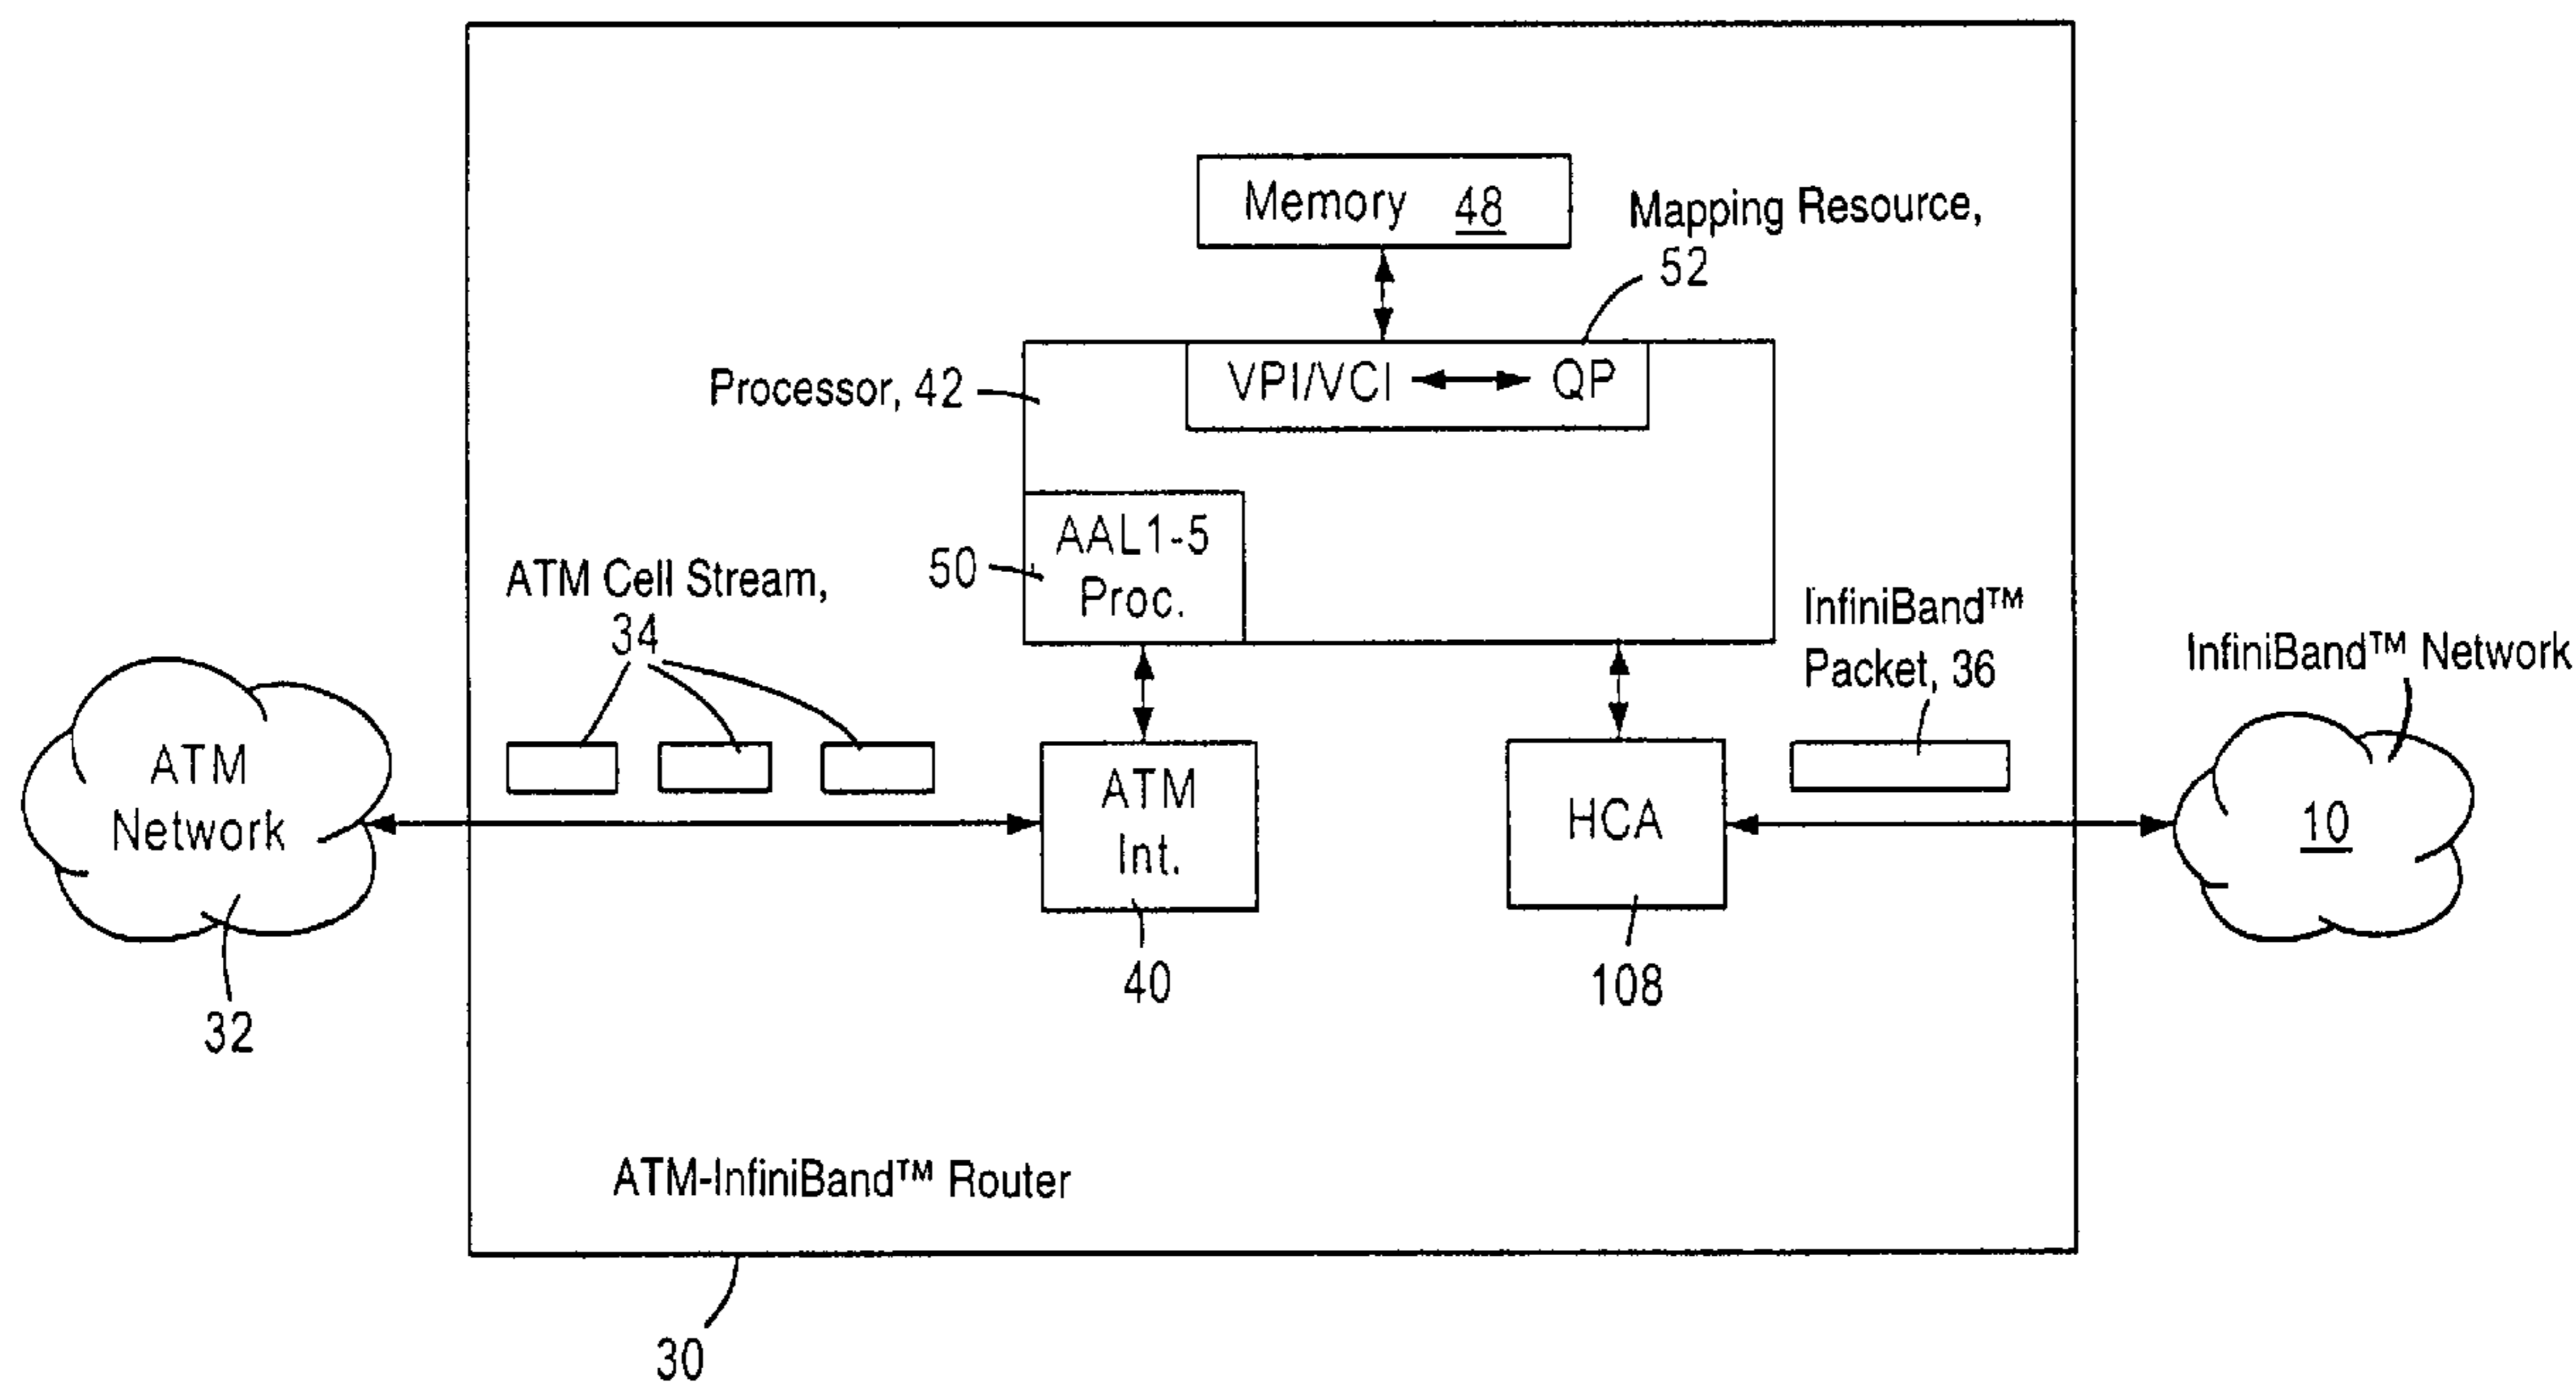 Memory 48
Mapping Resource,
52
Processor, 42
VPI/VCI QP
AAL1-5
Proc.
50
ATM Cell Stream,
34
InfiniBand™
Packet, 36
InfiniBand™ Network
10
ATM
Network
32
ATM
Int.
40
HCA
108
ATM-InfiniBand™ Router
30